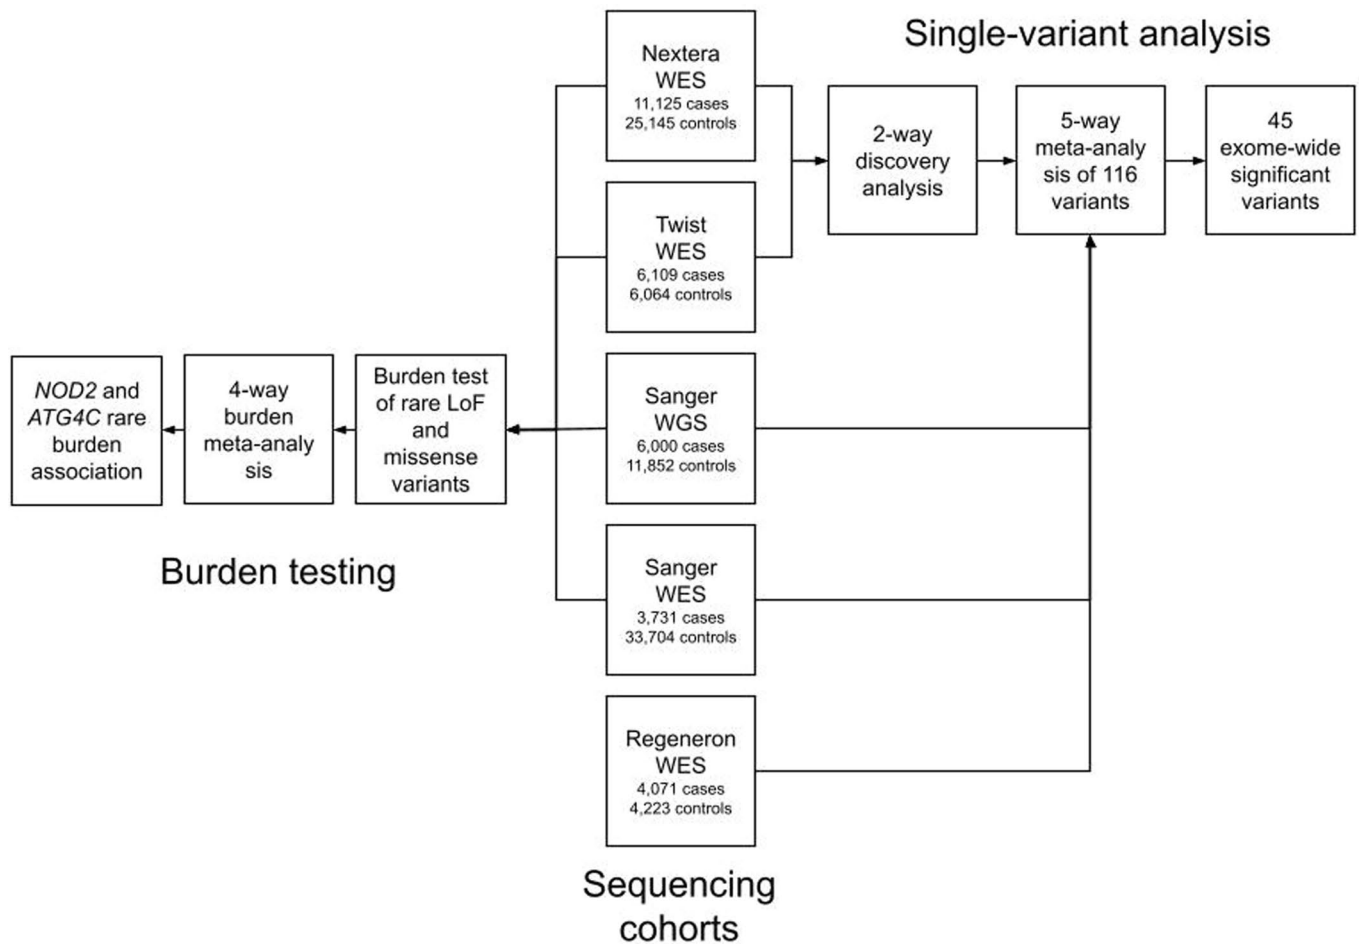 Single-variant analysis
Nextera
WES
11,125 cases
25,145 controls
2-way
discovery
analysis
5-way
meta-analy
sis of 116
variants
45
exome-wide
significant
variants
Twist
WES
6,109 cases
6,064 controls
NOD2 and
ATG4C rare
burden
association
4-way
burden
meta-analy
sis
Burden test
of rare LoF
and
missense
variants
Sanger
WGS
6,000 cases
11,852 controls
Burden testing
Sanger
WES
3,731 cases
33,704 controls
Regeneron
WES
4,071 cases
4,223 controls
Sequencing
cohorts